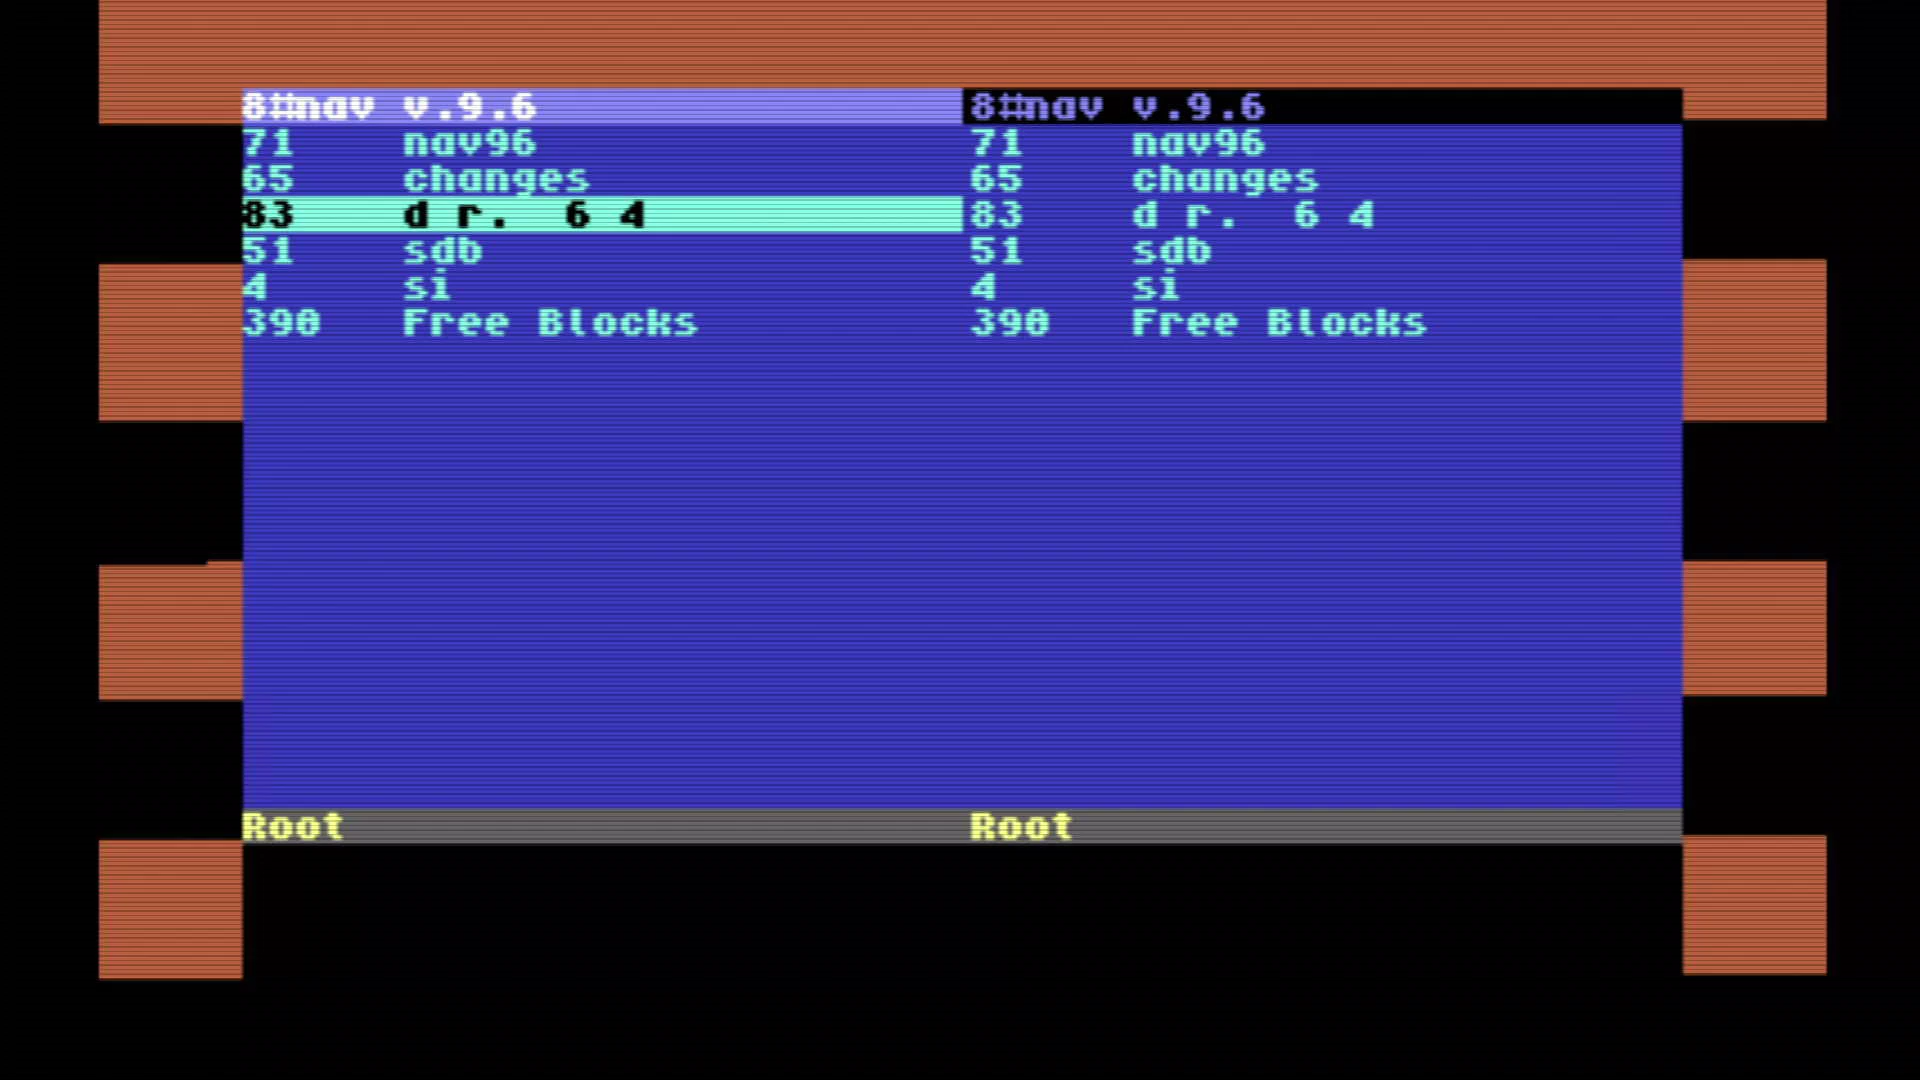 8#nav v.9.6
71 nav96
65 changes
83 d r. 6 4
51 sdb
4 si
390 Free Blocks
Root
8#nav v.9.6
71 nav96
65 changes
83 d r. 6 4
51 sdb
4 si
390 Free Blocks
Root